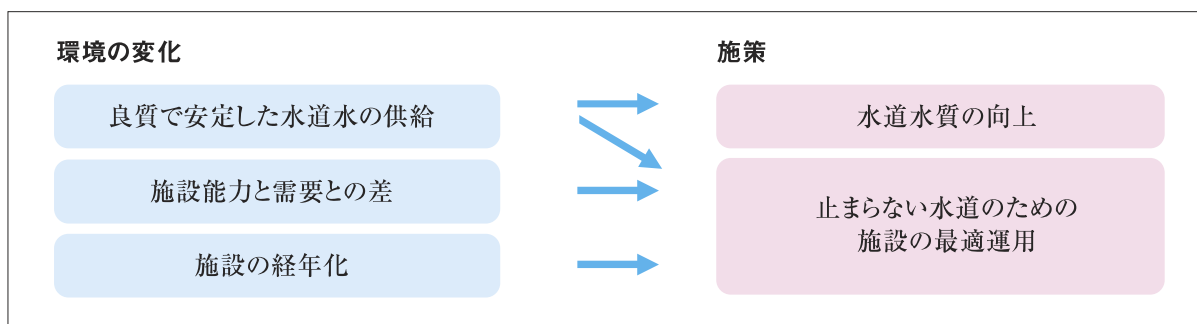 環境の変化
施策
良質で安定した水道水の供給
水道水質の向上
施設能力と需要との差
止まらない水道のための
施設の最適運用
施設の経年化